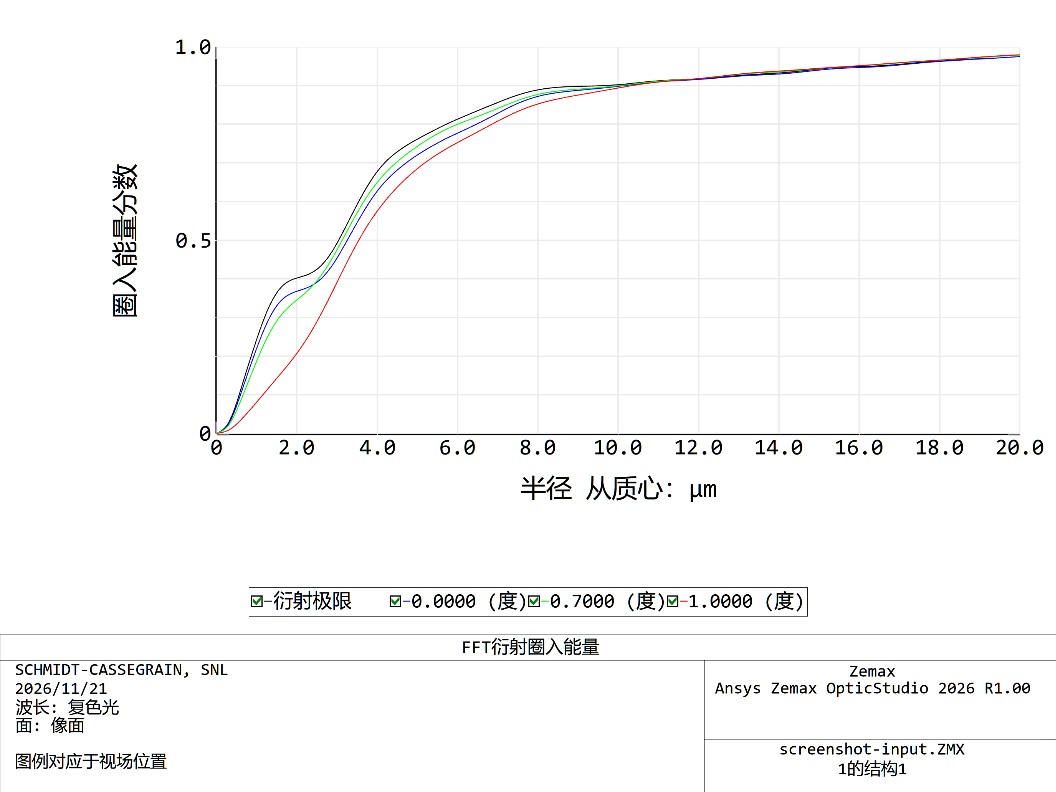 1.0
0.5
0
圈入能量分数
0 2.0 4.0 6.0 8.0 10.0 12.0 14.0 16.0 18.0 20.0
半径 从质心: µm
衍射极限 0.0000 (度) 0.7000 (度) 1.0000 (度)
FFT衍射圈入能量
SCHMIDT-CASSEGRAIN, SNL
2026/11/21
波长: 复色光
面: 像面
图例对应于视场位置
Zemax
Ansys Zemax OpticStudio 2026 R1.00
screenshot-input.ZMX
1的结构1